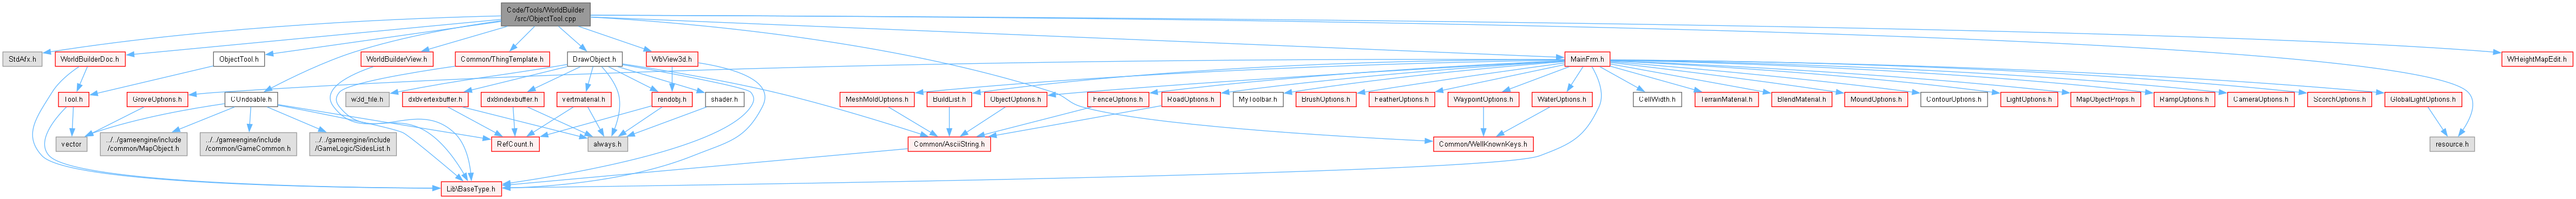 Code/Tools/WorldBuilder
/src/ObjectTool.cpp
StdAfx.h
WorldBuilderDoc.h
ObjectTool.h
WorldBuilderView.h
Common/ThingTemplate.h
DrawObject.h
WbView3d.h
MainFrm.h
WHeightMapEdit.h
Tool.h
GroveOptions.h
CUndoable.h
w3d_file.h
dx8vertexbuffer.h
dx8indexbuffer.h
vertmaterial.h
rendobj.h
shader.h
MeshMoldOptions.h
BuildList.h
ObjectOptions.h
FenceOptions.h
RoadOptions.h
MyToolbar.h
BrushOptions.h
FeatherOptions.h
WaypointOptions.h
WaterOptions.h
CellWidth.h
TerrainMaterial.h
BlendMaterial.h
MoundOptions.h
ContourOptions.h
LightOptions.h
MapObjectProps.h
RampOptions.h
CameraOptions.h
ScorchOptions.h
GlobalLightOptions.h
vector
../../gameengine/include
/common/MapObject.h
../../gameengine/include
/common/GameCommon.h
../../gameengine/include
/GameLogic/SidesList.h
RefCount.h
always.h
Common/AsciiString.h
Common/WellKnownKeys.h
resource.h
Lib\BaseType.h